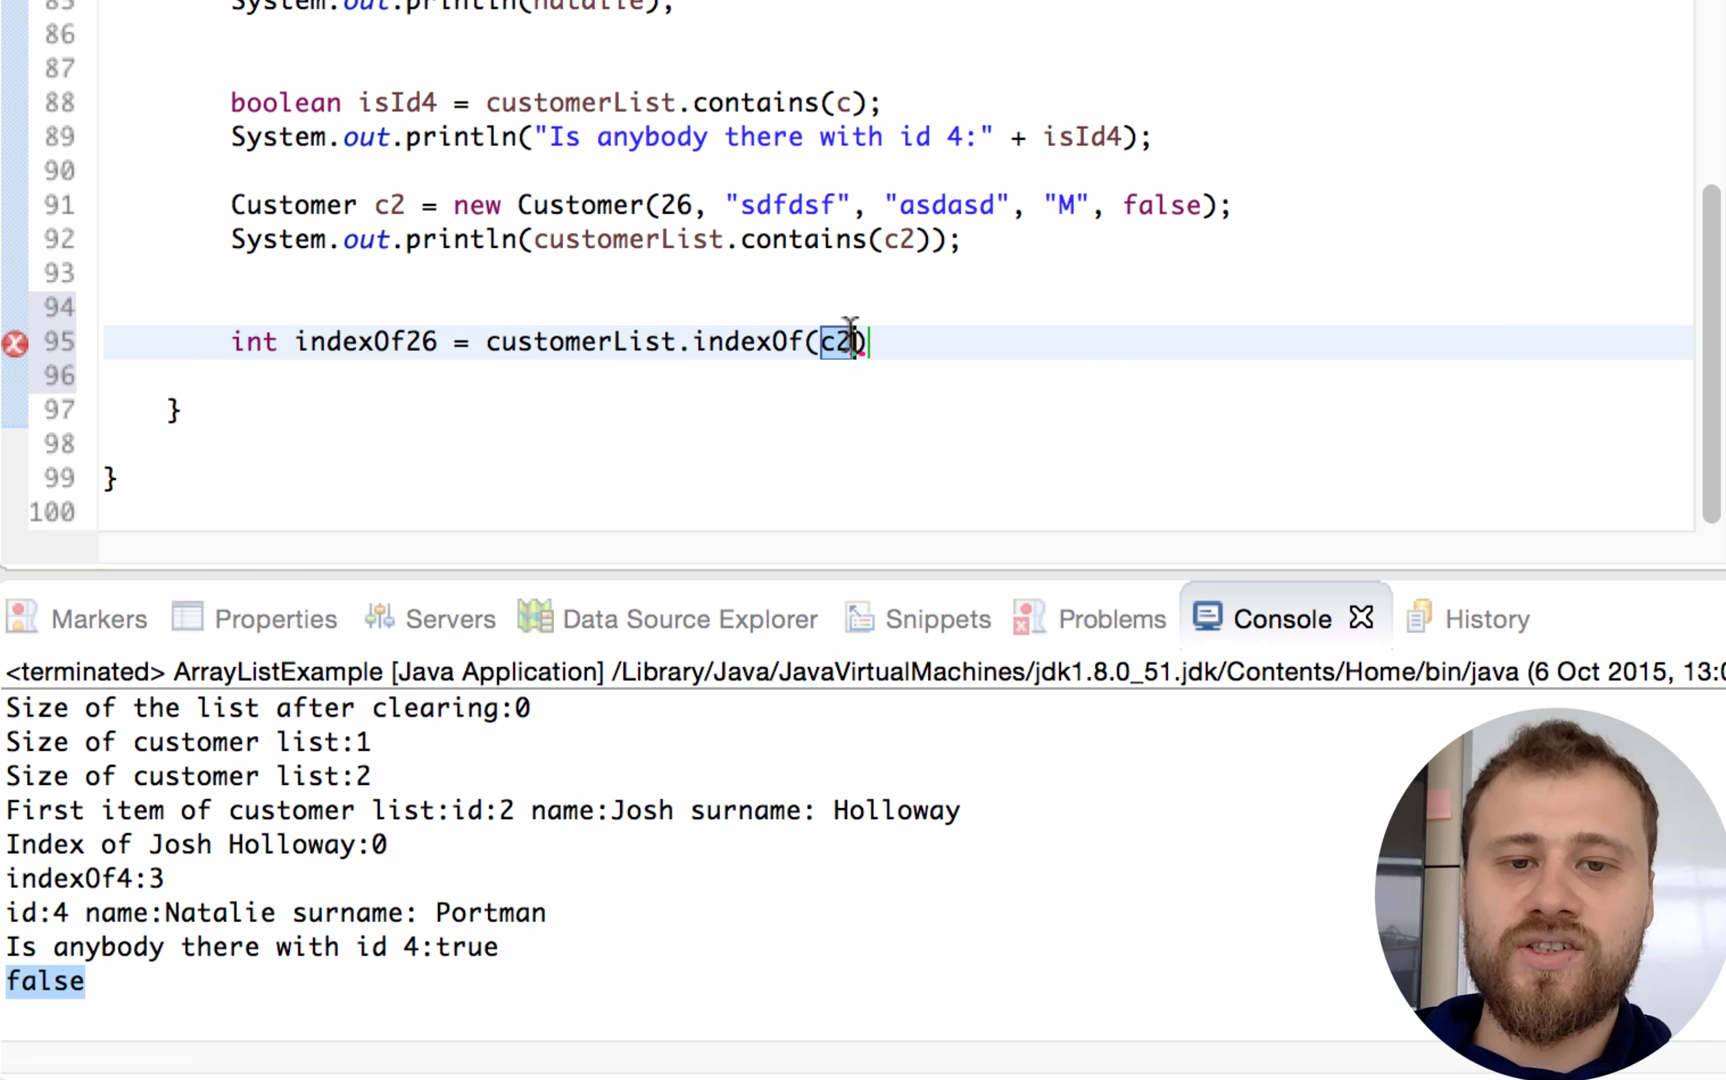 85 System.out.println(natalie);
86
87
88 boolean isId4 = customerList.contains(c);
89 System.out.println("Is anybody there with id 4:" + isId4);
90
91 Customer c2 = new Customer(26, "sdfdsf", "asdasd", "M", false);
92 System.out.println(customerList.contains(c2));
93
94
95 int indexOf26 = customerList.indexOf(c2)
96
97 }
98
99 }
100
Markers Properties Servers Data Source Explorer Snippets Problems Console History
<terminated> ArrayListExample [Java Application] /Library/Java/JavaVirtualMachines/jdk1.8.0_51.jdk/Contents/Home/bin/java (6 Oct 2015, 13:0
Size of the list after clearing:0
Size of customer list:1
Size of customer list:2
First item of customer list:id:2 name:Josh surname: Holloway
Index of Josh Holloway:0
indexOf4:3
id:4 name:Natalie surname: Portman
Is anybody there with id 4:true
false